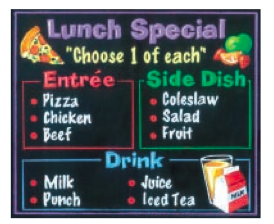 Lunch Special
"Choose 1 of each"
Entrée
• Pizza
• Chicken
• Beef
Side Dish
• Coleslaw
• Salad
• Fruit
Drink
• Milk
• Punch
• Juice
• Iced Tea
MILK